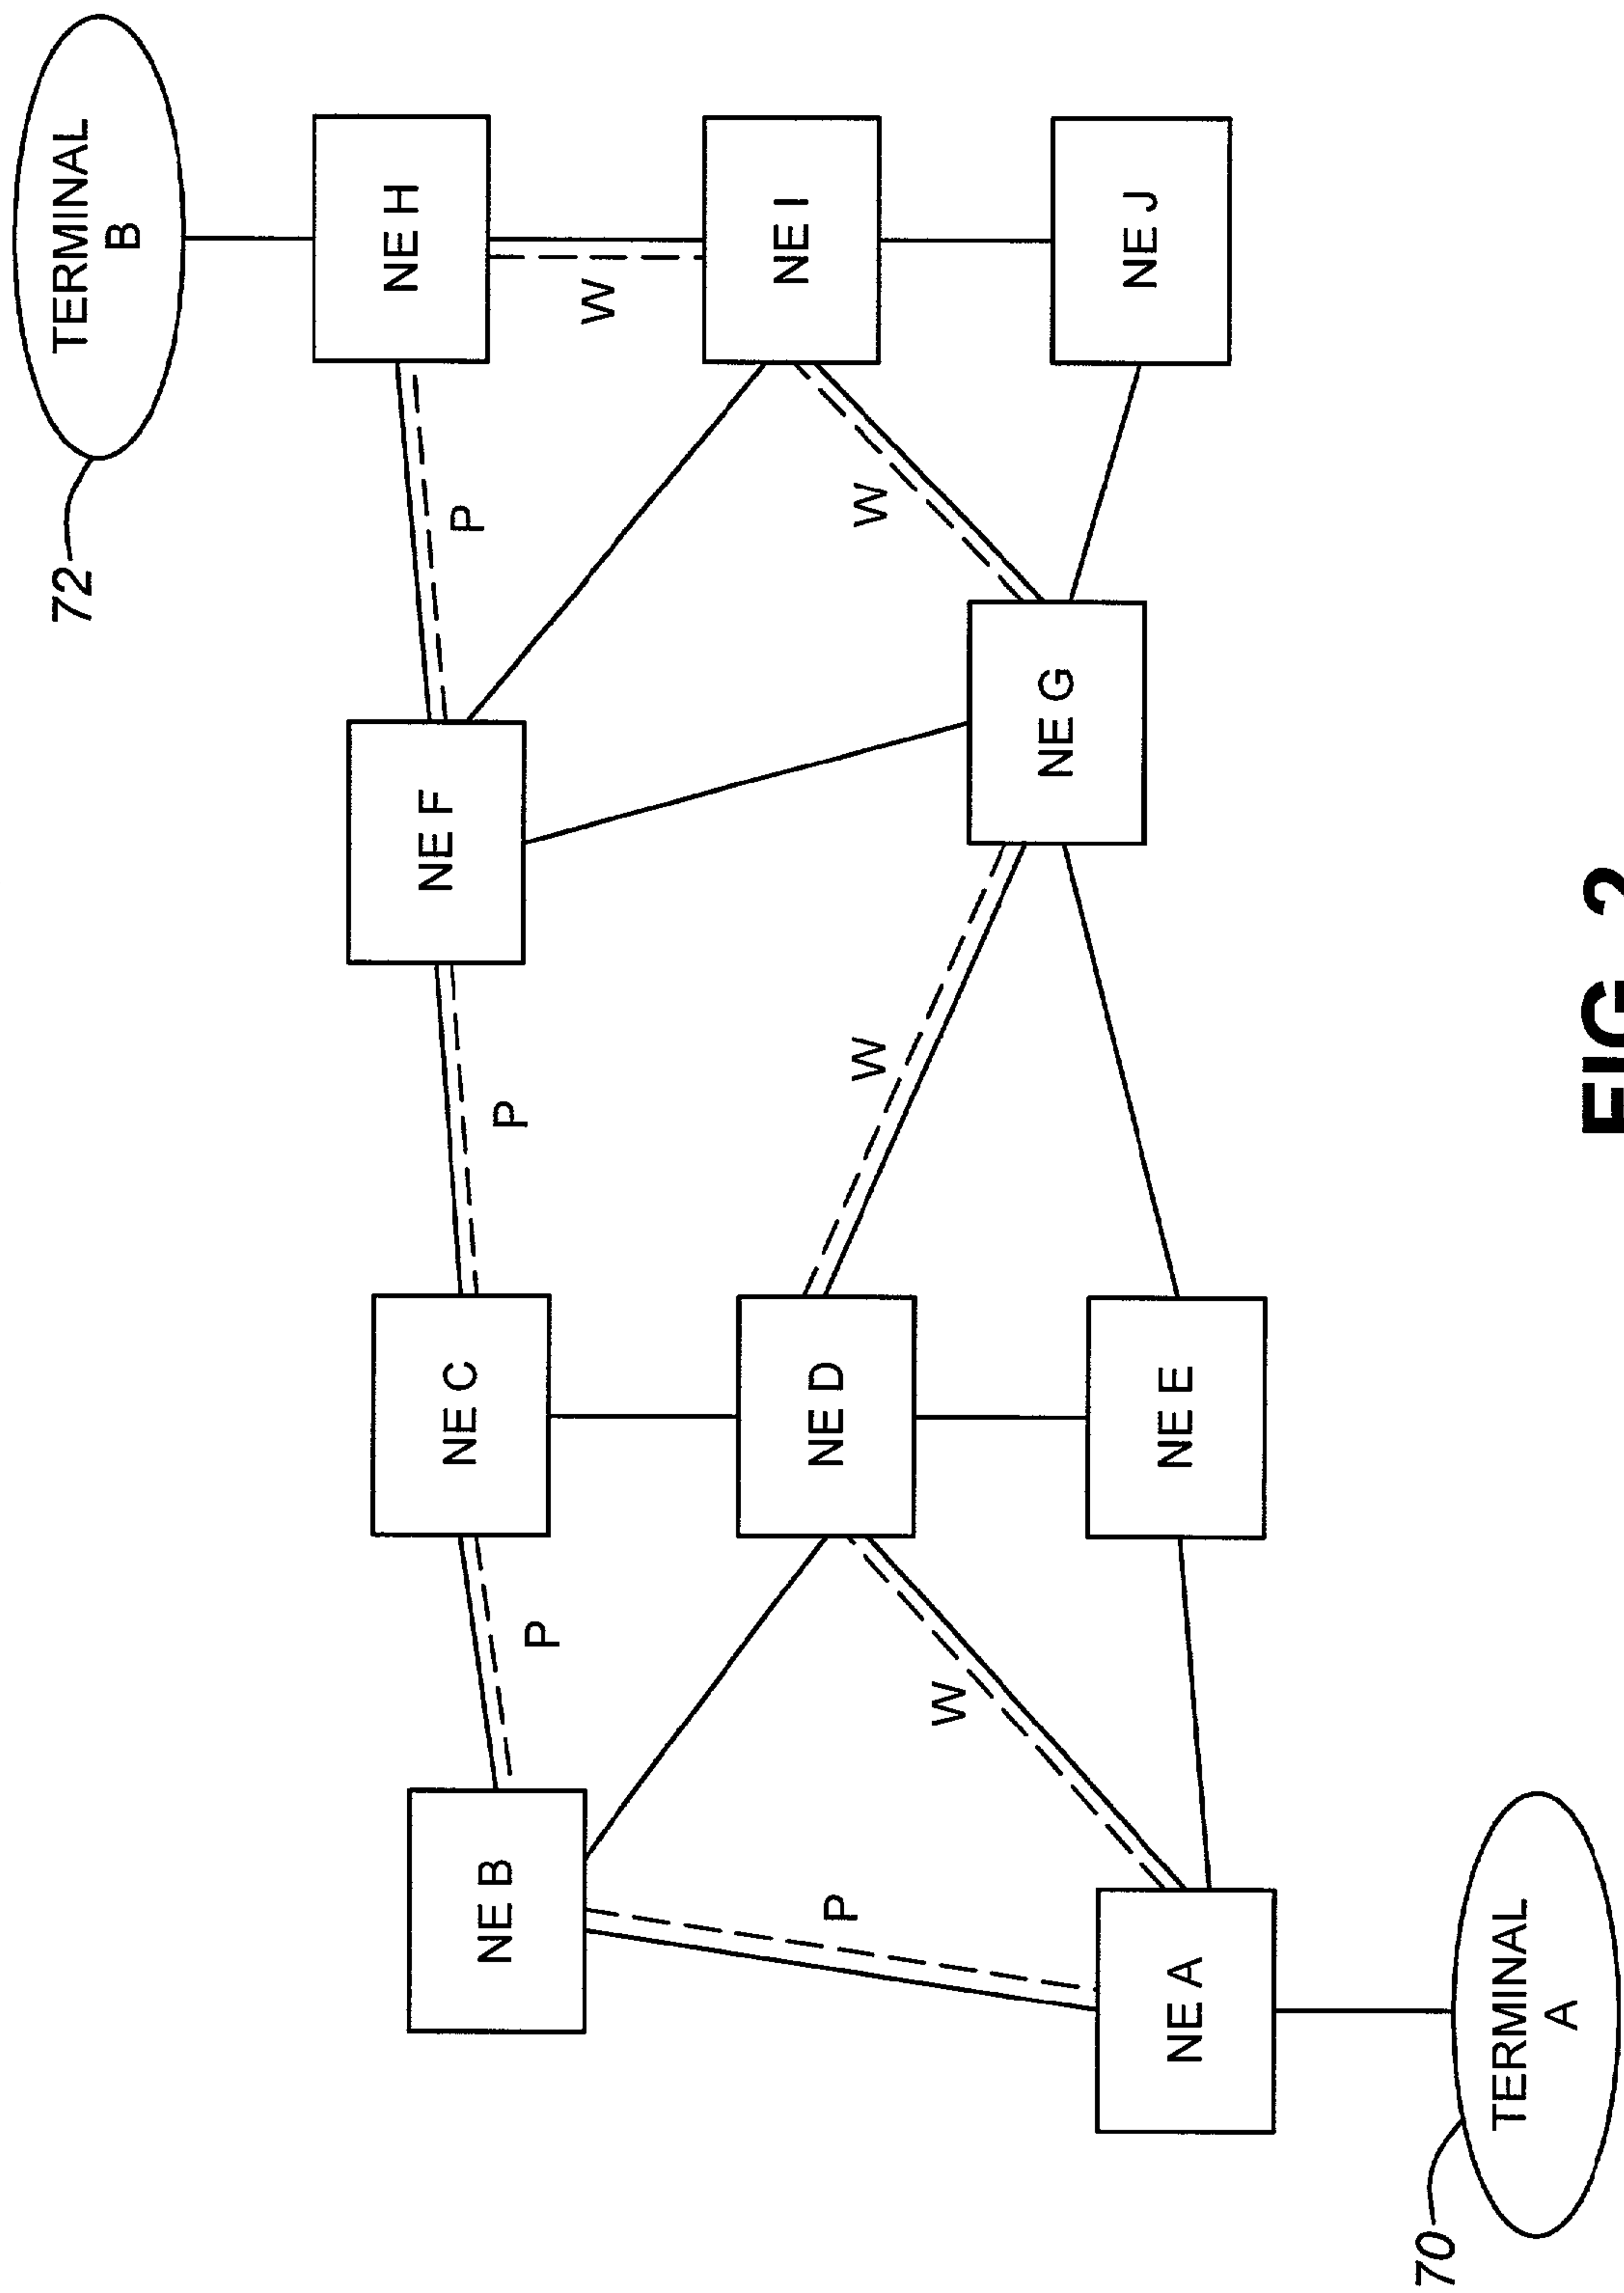 72
TERMINAL
B
NE H
NE F
P
NE C
NE B
P
P
W
NE I
NE D
P
W
W
W
NE G
NE J
NE E
NE A
70
TERMINAL
A
FIG. 2